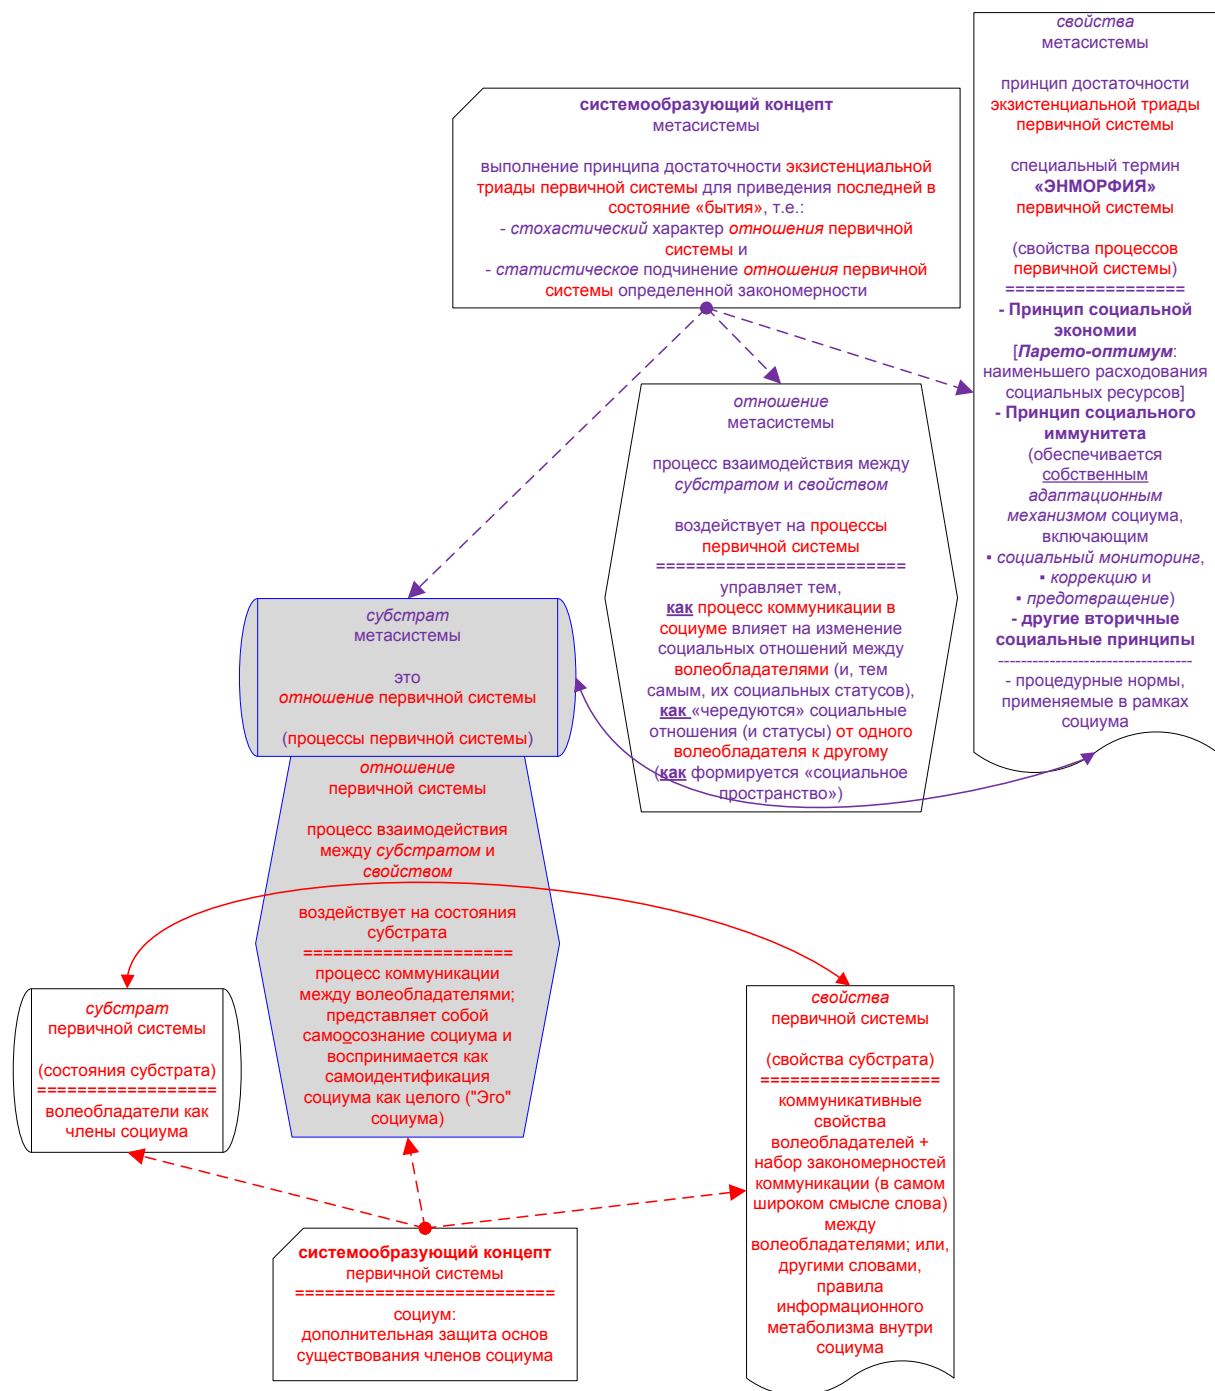 свойства
метасистемы
принцип достаточности
экзистенциальной триады
первичной системы
специальный термин
«ЭНМОРФИЯ»
первичной системы
(свойства процессов
первичной системы)
==================
- Принцип социальной
экономии
[Парето-оптимум:
наименьшего расходования
социальных ресурсов]
- Принцип социального
иммунитета
(обеспечивается
собственным
адаптационным
механизмом социума,
включающим
▪ социальный мониторинг,
▪ коррекцию и
▪ предотвращение)
- другие вторичные
социальные принципы
----------------------------------
- процедурные нормы,
применяемые в рамках
социума
системообразующий концепт
метасистемы
выполнение принципа достаточности экзистенциальной
триады первичной системы для приведения последней в
состояние «бытия», т.е.:
- стохастический характер отношения первичной
системы и
- статистическое подчинение отношения первичной
системы определенной закономерности
отношение
метасистемы
процесс взаимодействия между
субстратом и свойством
воздействует на процессы
первичной системы
=========================
управляет тем,
как процесс коммуникации в
социуме влияет на изменение
социальных отношений между
волеобладателями (и, тем
самым, их социальных статусов),
как «чередуются» социальные
отношения (и статусы) от одного
волеобладателя к другому
(как формируется «социальное
пространство»)
субстрат
метасистемы
это
отношение первичной системы
(процессы первичной системы)
отношение
первичной системы
процесс взаимодействия
между субстратом и
свойством
воздействует на состояния
субстрата
=====================
процесс коммуникации
между волеобладателями;
представляет собой
самоосознание социума и
воспринимается как
самоидентификация
социума как целого ("Эго"
социума)
субстрат
первичной системы
(состояния субстрата)
==================
волеобладатели как
члены социума
свойства
первичной системы
(свойства субстрата)
==================
коммуникативные
свойства
волеобладателей +
набор закономерностей
коммуникации (в самом
широком смысле слова)
между
волеобладателями; или,
другими словами,
правила
информационного
метаболизма внутри
социума
системообразующий концепт
первичной системы
==========================
социум:
дополнительная защита основ
существования членов социума